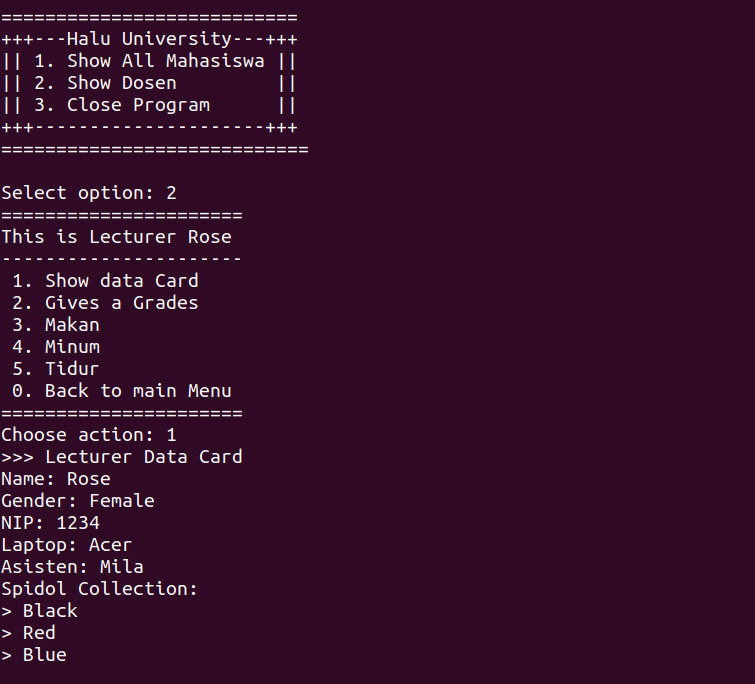 ===========================
+++---Halu University---+++
|| 1. Show All Mahasiswa ||
|| 2. Show Dosen         ||
|| 3. Close Program      ||
+++---------------------+++
============================
Select option: 2
======================
This is Lecturer Rose
----------------------
 1. Show data Card
 2. Gives a Grades
 3. Makan
 4. Minum
 5. Tidur
 0. Back to main Menu
======================
Choose action: 1
>>> Lecturer Data Card
Name: Rose
Gender: Female
NIP: 1234
Laptop: Acer
Asisten: Mila
Spidol Collection:
> Black
> Red
> Blue